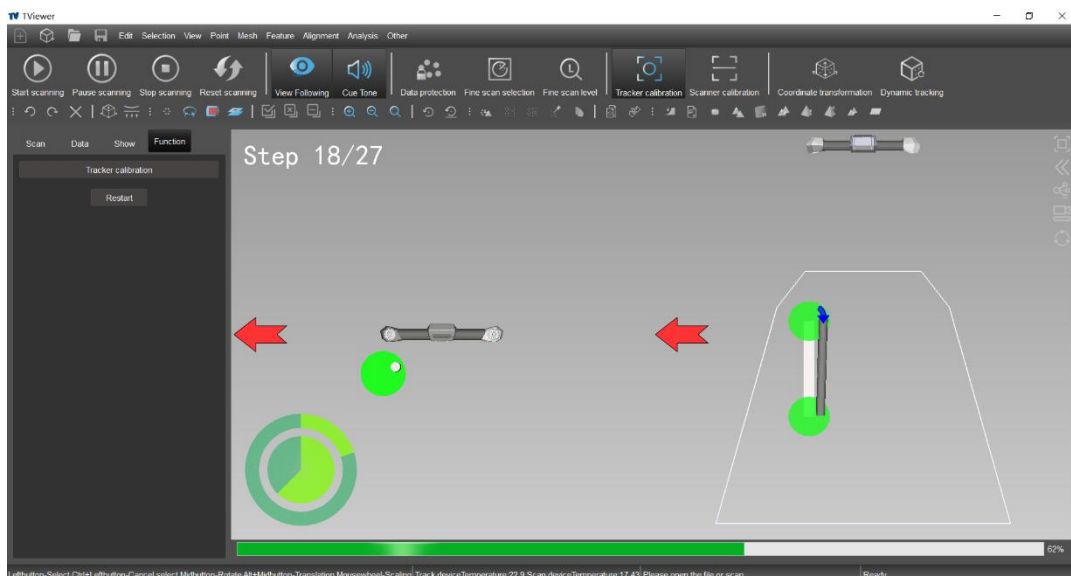 TViewer
Edit Selection View Point Mesh Feature Alignment Analysis Other
Start scanning Pause scanning Stop scanning Reset scanning View Following Cue Tone Data protection Fine scan selection Fine scan level Tracker calibration Scanner calibration Coordinate transformation Dynamic tracking
Scan Data Show Function
Tracker calibration
Restart
Step 18/27
62%
Leftbutton-Select Ctrl+Leftbutton-Cancel select Midbutton-Rotate Alt+Midbutton-Translation Mousewheel-Scaling Track deviceTemperature 22.9 Scan deviceTemperature 17.43 Please open the file or scan Ready